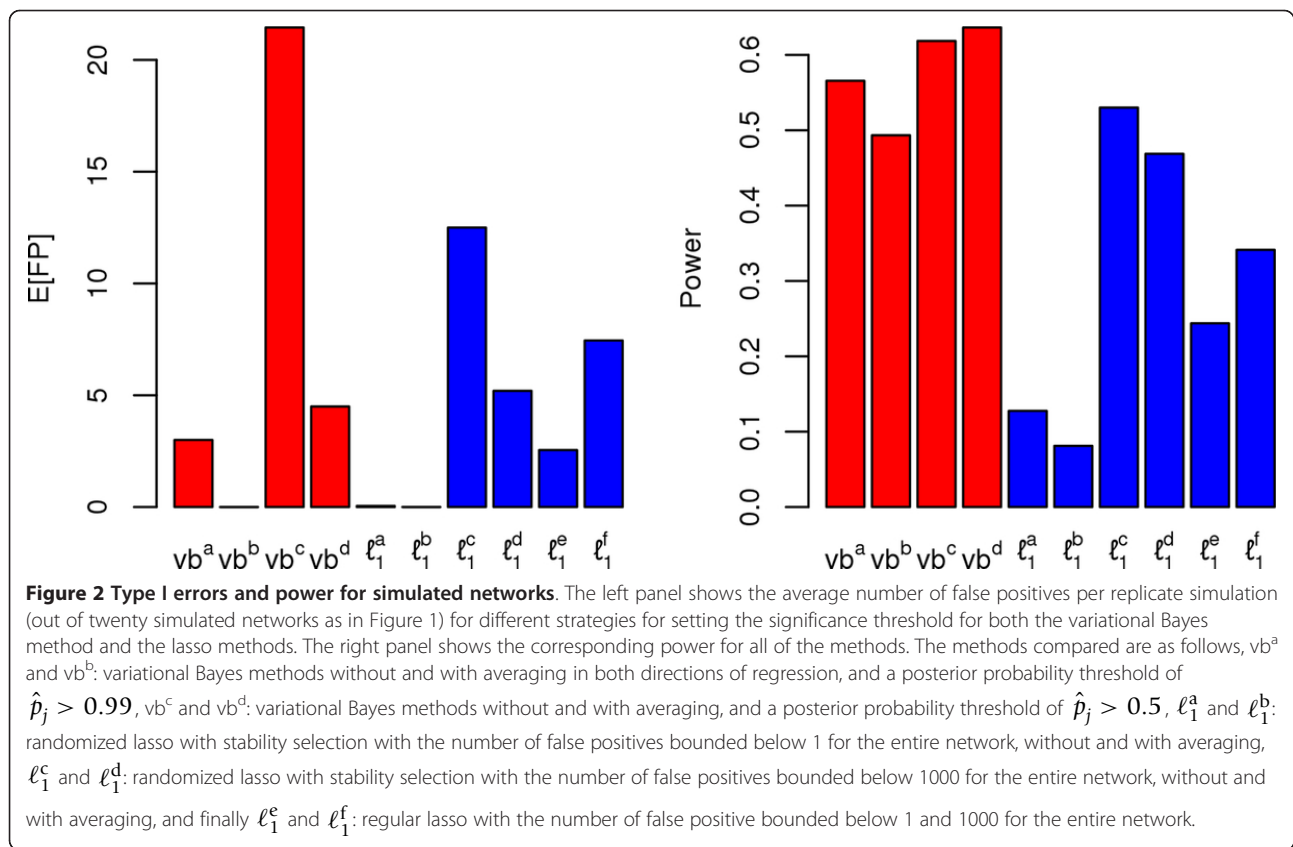 E[FP]
0 5 10 15 20
vbᵃ vbᵇ vbᶜ vbᵈ ℓ₁ᵃ ℓ₁ᵇ ℓ₁ᶜ ℓ₁ᵈ ℓ₁ᵉ ℓ₁ᶠ
Power
0.0 0.1 0.2 0.3 0.4 0.5 0.6
vbᵃ vbᵇ vbᶜ vbᵈ ℓ₁ᵃ ℓ₁ᵇ ℓ₁ᶜ ℓ₁ᵈ ℓ₁ᵉ ℓ₁ᶠ
Figure 2 Type I errors and power for simulated networks. The left panel shows the average number of false positives per replicate simulation
(out of twenty simulated networks as in Figure 1) for different strategies for setting the significance threshold for both the variational Bayes
method and the lasso methods. The right panel shows the corresponding power for all of the methods. The methods compared are as follows, vbᵃ
and vbᵇ: variational Bayes methods without and with averaging in both directions of regression, and a posterior probability threshold of
p̂ⱼ > 0.99, vbᶜ and vbᵈ: variational Bayes methods without and with averaging, and a posterior probability threshold of p̂ⱼ > 0.5, ℓ₁ᵃ and ℓ₁ᵇ:
randomized lasso with stability selection with the number of false positives bounded below 1 for the entire network, without and with averaging,
ℓ₁ᶜ and ℓ₁ᵈ: randomized lasso with stability selection with the number of false positives bounded below 1000 for the entire network, without and
with averaging, and finally ℓ₁ᵉ and ℓ₁ᶠ: regular lasso with the number of false positive bounded below 1 and 1000 for the entire network.